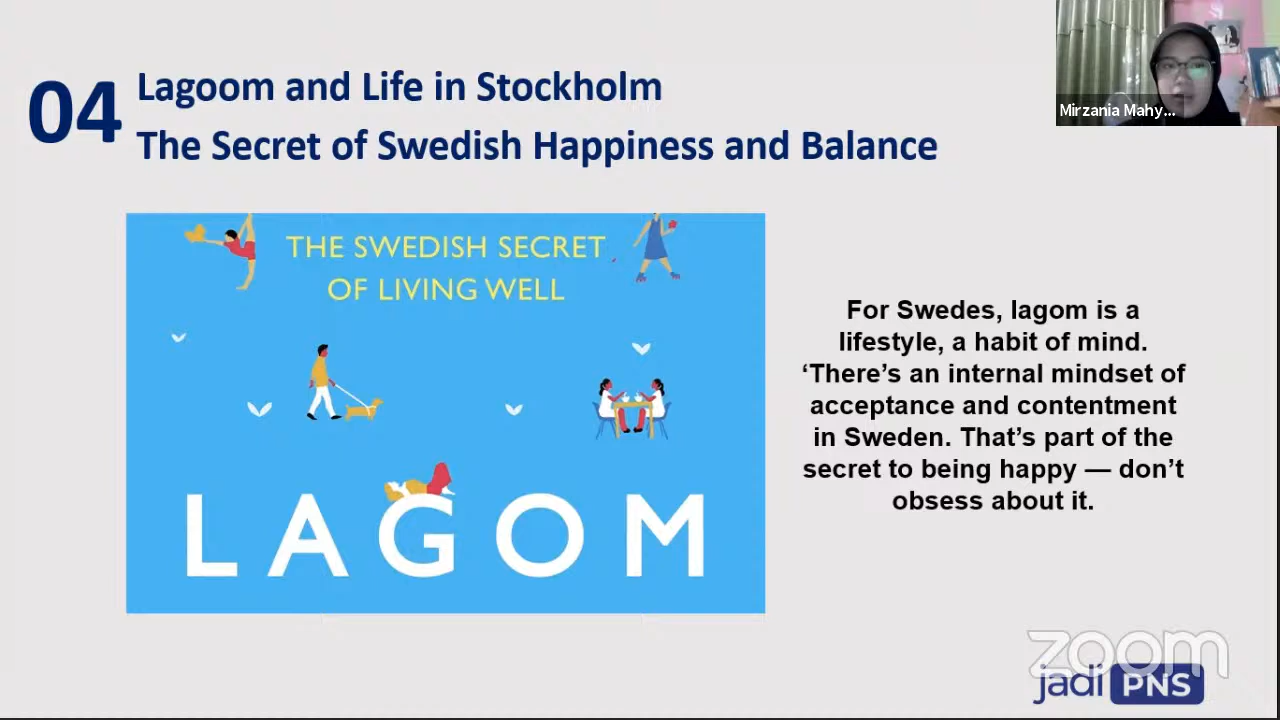 Mirzania Mahy...
04
Lagoom and Life in Stockholm
The Secret of Swedish Happiness and Balance
THE SWEDISH SECRET
OF LIVING WELL
LAGOM
For Swedes, lagom is a
lifestyle, a habit of mind.
‘There’s an internal mindset of
acceptance and contentment
in Sweden. That’s part of the
secret to being happy — don’t
obsess about it.
zoom
jadi PNS